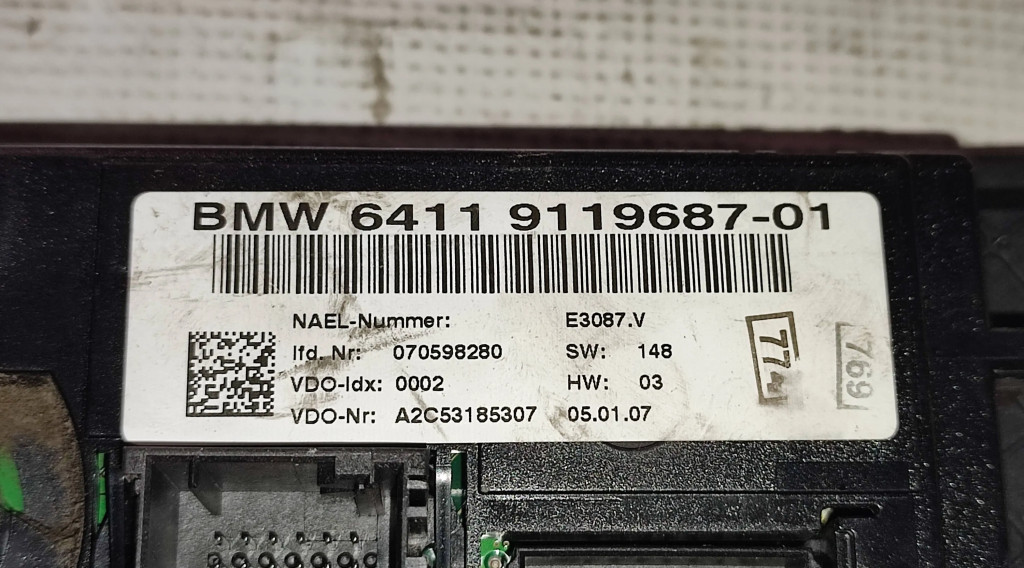 BMW 6411 9119687-01
NAEL-Nummer: E3087.V
lfd. Nr: 070598280 SW: 148
VDO-Idx: 0002 HW: 03
VDO-Nr: A2C53185307 05.01.07
774
769